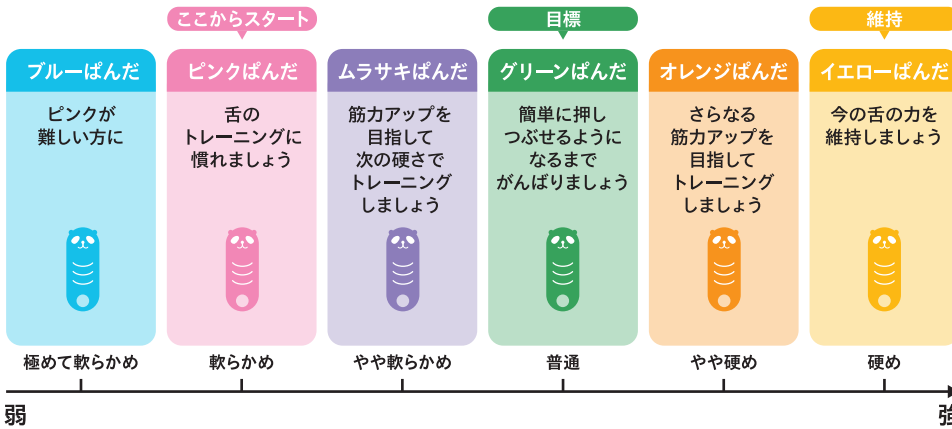 ここからスタート
目標
維持
ブルーぱんだ
ピンクぱんだ
ムラサキぱんだ
グリーンぱんだ
オレンジぱんだ
イエローぱんだ
ピンクが
難しい方に
舌の
トレーニングに
慣れましょう
筋力アップを
目指して
次の硬さで
トレーニング
しましょう
簡単に押し
つぶせるように
なるまで
がんばりましょう
さらなる
筋力アップを
目指して
トレーニング
しましょう
今の舌の力を
維持しましょう
極めて軟らかめ
軟らかめ
やや軟らかめ
普通
やや硬め
硬め
弱
強